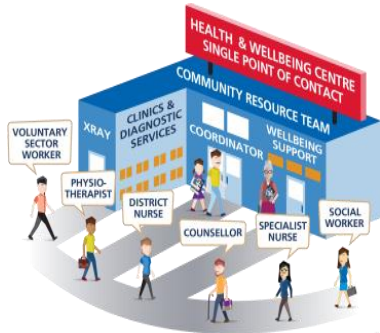 HEALTH & WELLBEING CENTRE
SINGLE POINT OF CONTACT
COMMUNITY RESOURCE TEAM
XRAY
CLINICS &
DIAGNOSTIC
SERVICES
COORDINATOR
WELLBEING
SUPPORT
VOLUNTARY
SECTOR
WORKER
PHYSIO-
THERAPIST
DISTRICT
NURSE
COUNSELLOR
SPECIALIST
NURSE
SOCIAL
WORKER